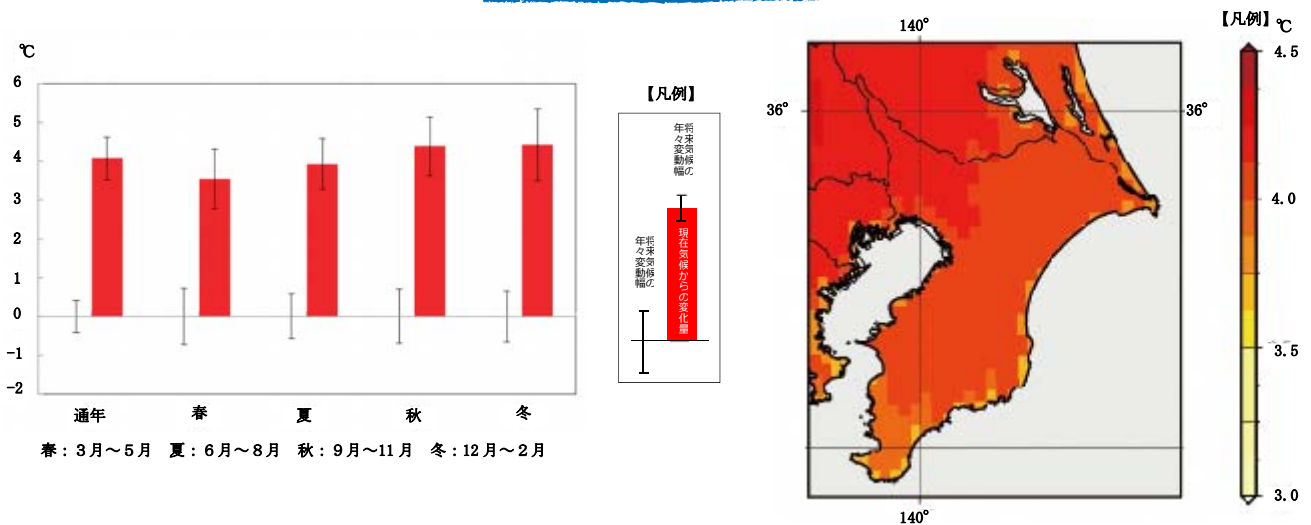 ℃
6
5
4
3
2
1
0
-1
-2
通年 春 夏 秋 冬
春：3月～5月 夏：6月～8月 秋：9月～11月 冬：12月～2月
【凡例】
将来気候の
年々変動幅
現在気候からの変化量
将来気候の
年々変動幅
140°
36°
36°
140°
【凡例】
℃
4.5
4.0
3.5
3.0